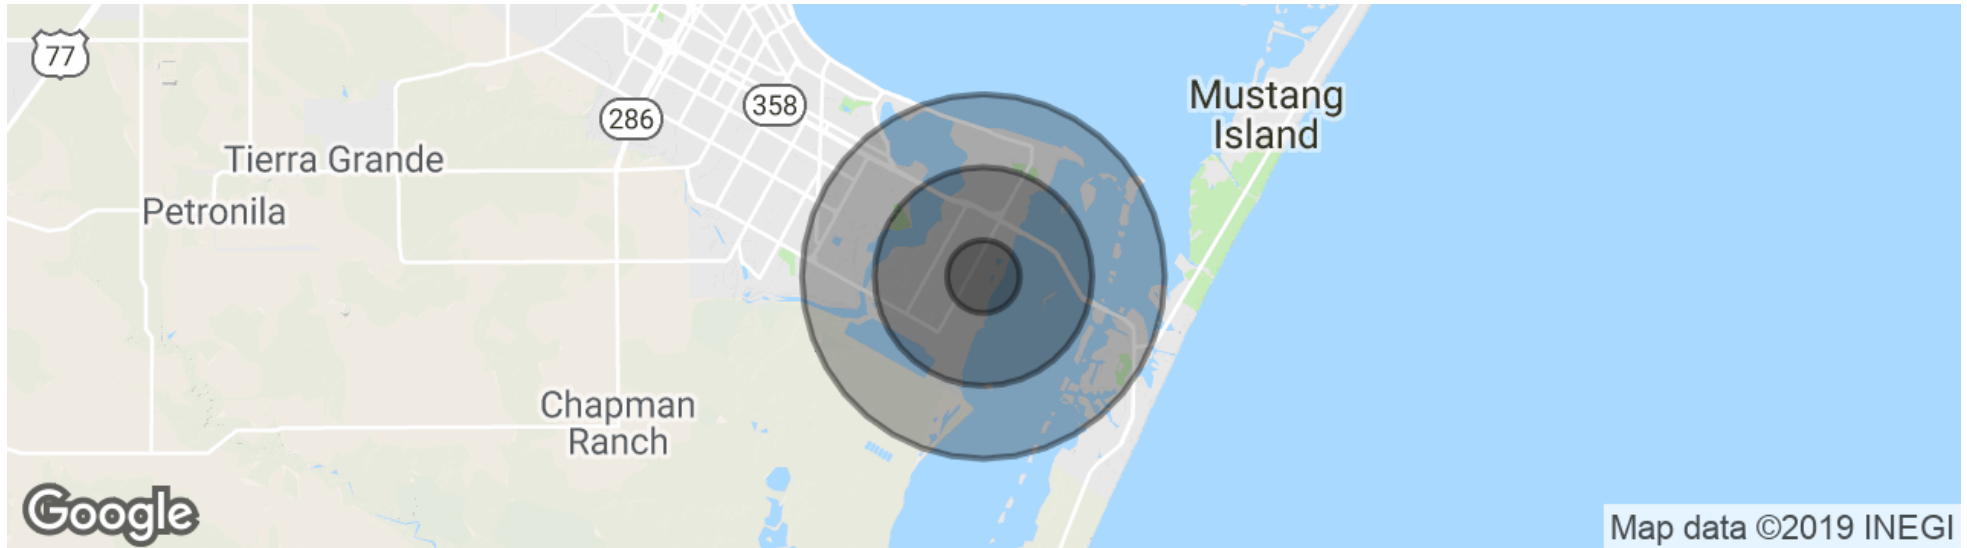 77
286
358
Mustang
Island
Tierra Grande
Petronila
Chapman
Ranch
Google
Map data ©2019 INEGI